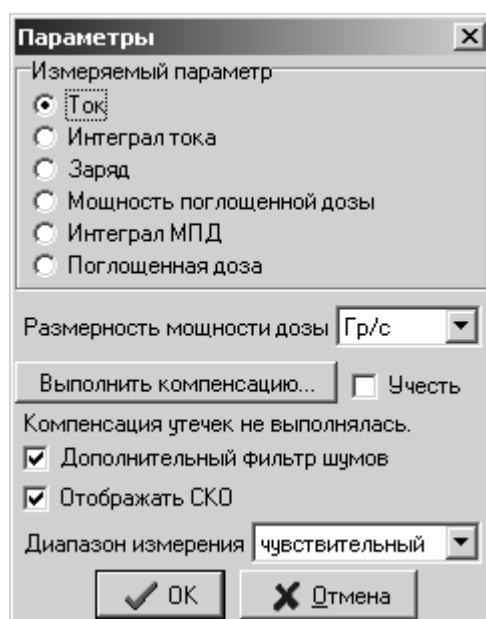 Параметры
Измеряемый параметр
Ток
Интеграл тока
Заряд
Мощность поглощенной дозы
Интеграл МПД
Поглощенная доза
Размерность мощности дозы Гр/с
Выполнить компенсацию... Учесть
Компенсация утечек не выполнялась.
Дополнительный фильтр шумов
Отображать СКО
Диапазон измерения чувствительный
OK Отмена